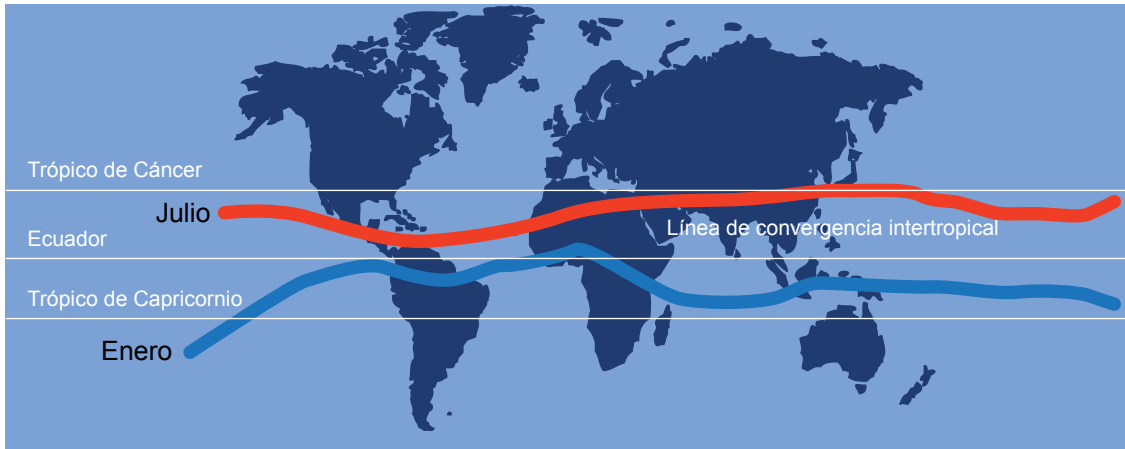 Trópico de Cáncer
Julio
Línea de convergencia intertropical
Ecuador
Trópico de Capricornio
Enero